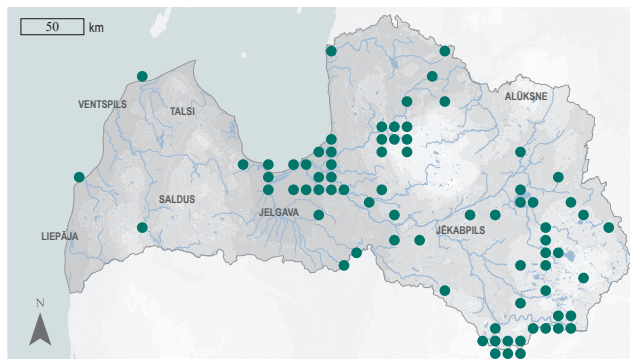 50 km
ALŪKSNE
VENTSPILS
TALSI
SALDUS
JELGAVA
LIEPĀJA
JĒKABPILS
N